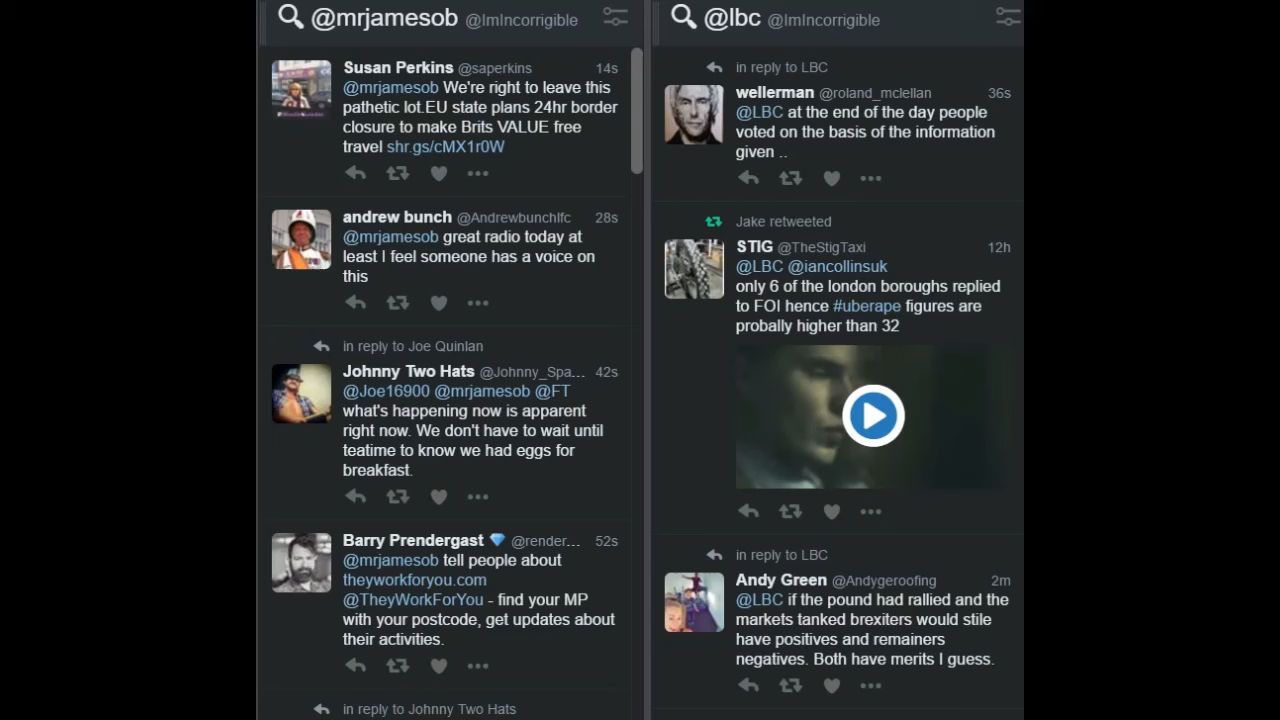 @mrjamesob @ImIncorrigible
Susan Perkins @saperkins 14s
@mrjamesob We're right to leave this
pathetic lot.EU state plans 24hr border
closure to make Brits VALUE free
travel shr.gs/cMX1r0W
andrew bunch @Andrewbunchlfc 28s
@mrjamesob great radio today at
least I feel someone has a voice on
this
in reply to Joe Quinlan
Johnny Two Hats @Johnny_Spa... 42s
@Joe16900 @mrjamesob @FT
what's happening now is apparent
right now. We don't have to wait until
teatime to know we had eggs for
breakfast.
Barry Prendergast @render... 52s
@mrjamesob tell people about
theyworkforyou.com
@TheyWorkForYou - find your MP
with your postcode, get updates about
their activities.
in reply to Johnny Two Hats
@lbc @ImIncorrigible
in reply to LBC
wellerman @roland_mclellan 36s
@LBC at the end of the day people
voted on the basis of the information
given ..
Jake retweeted
STIG @TheStigTaxi 12h
@LBC @iancollinsuk
only 6 of the london boroughs replied
to FOI hence #uberape figures are
probally higher than 32
in reply to LBC
Andy Green @Andygeroofing 2m
@LBC if the pound had rallied and the
markets tanked brexiters would stile
have positives and remainers
negatives. Both have merits I guess.